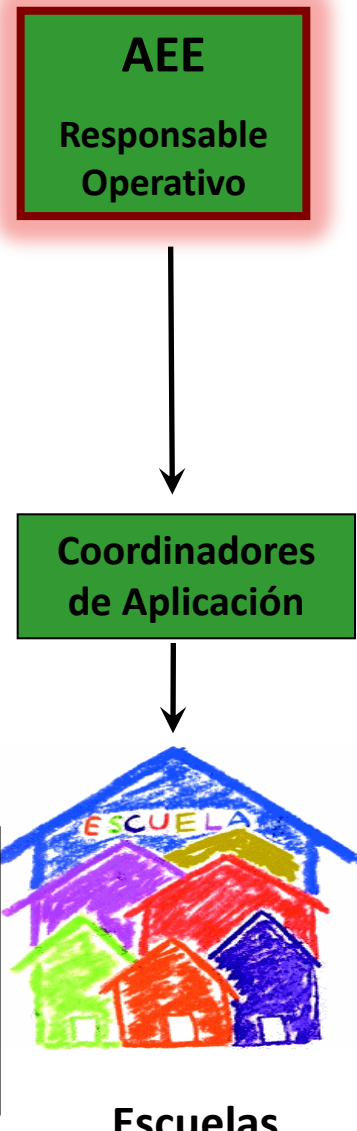 AEE
Responsable
Operativo
Coordinadores
de Aplicación
ESCUELA
Escuelas